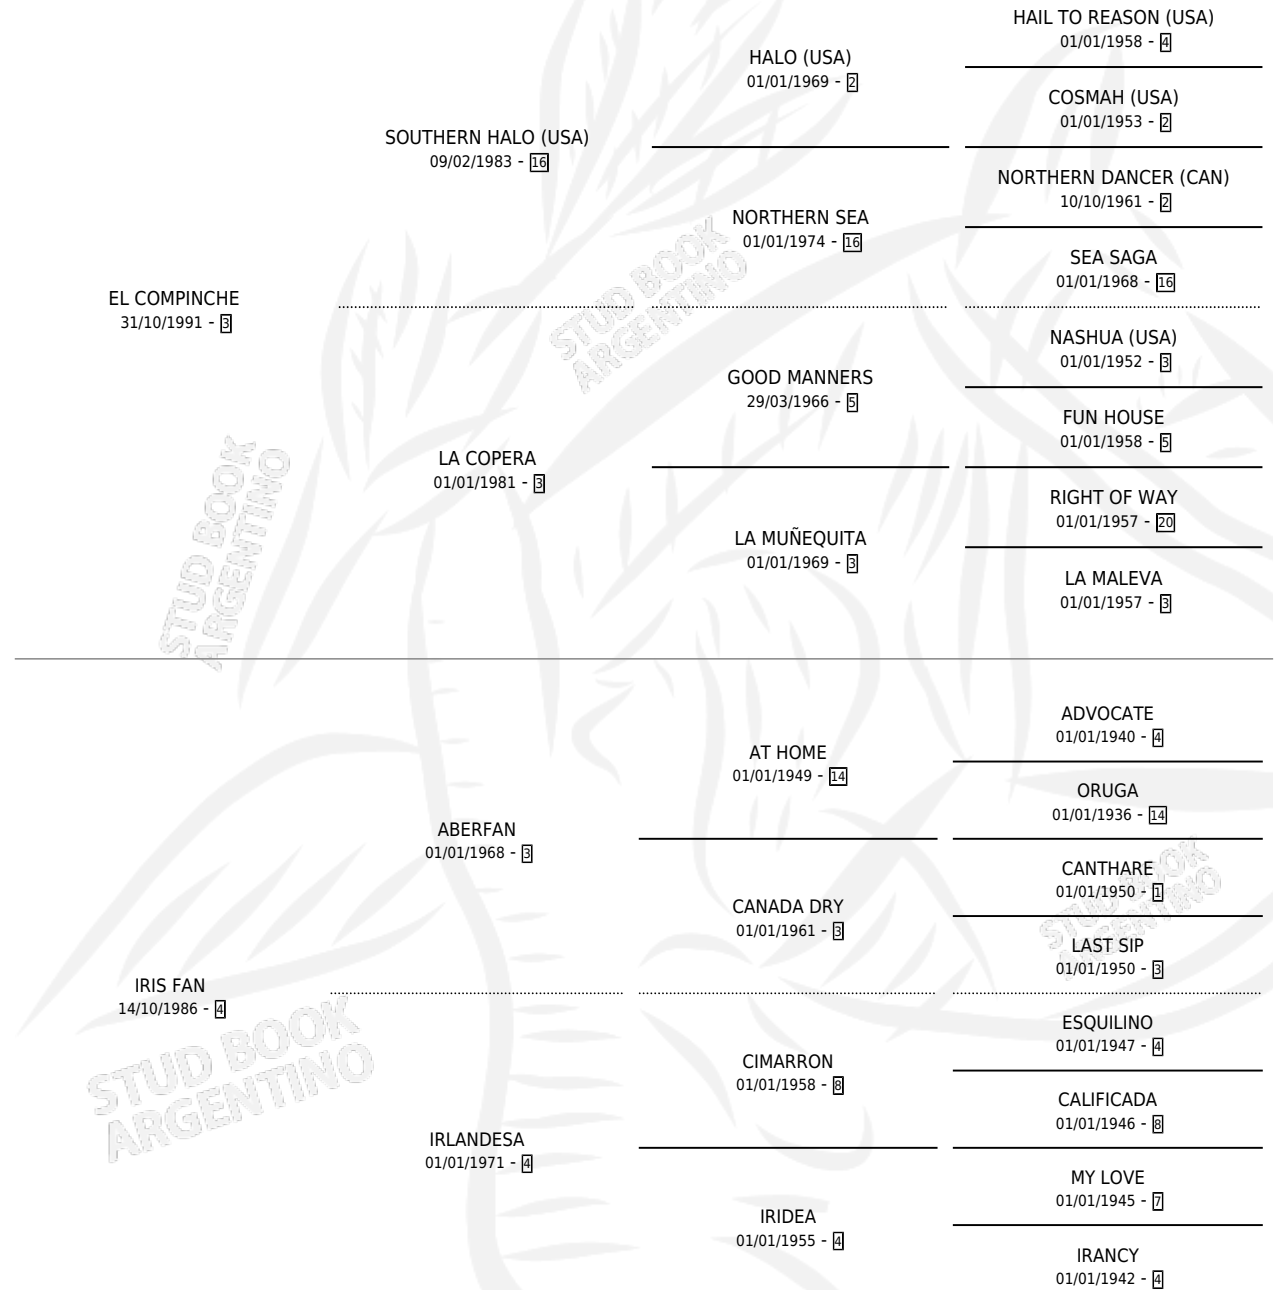 HAIL TO REASON (USA)
01/01/1958 - 4
HALO (USA)
01/01/1969 - 2
COSMAH (USA)
01/01/1953 - 2
SOUTHERN HALO (USA)
09/02/1983 - 16
NORTHERN DANCER (CAN)
10/10/1961 - 2
NORTHERN SEA
01/01/1974 - 16
SEA SAGA
01/01/1968 - 16
EL COMPINCHE
31/10/1991 - 3
NASHUA (USA)
01/01/1952 - 3
GOOD MANNERS
29/03/1966 - 5
FUN HOUSE
01/01/1958 - 5
LA COPERA
01/01/1981 - 3
RIGHT OF WAY
01/01/1957 - 20
LA MUÑEQUITA
01/01/1969 - 3
LA MALEVA
01/01/1957 - 3
ADVOCATE
01/01/1940 - 4
AT HOME
01/01/1949 - 14
ORUGA
01/01/1936 - 14
ABERFAN
01/01/1968 - 3
CANTHARE
01/01/1950 - 1
CANADA DRY
01/01/1961 - 3
LAST SIP
01/01/1950 - 3
IRIS FAN
14/10/1986 - 4
ESQUILINO
01/01/1947 - 4
CIMARRON
01/01/1958 - 8
CALIFICADA
01/01/1946 - 8
IRLANDESA
01/01/1971 - 4
MY LOVE
01/01/1945 - 7
IRIDEA
01/01/1955 - 4
IRANCY
01/01/1942 - 4
STUD BOOK
ARGENTINO
STUD BOOK
ARGENTINO
STUD BOOK
ARGENTINO
STUD BOOK
ARGENTINO